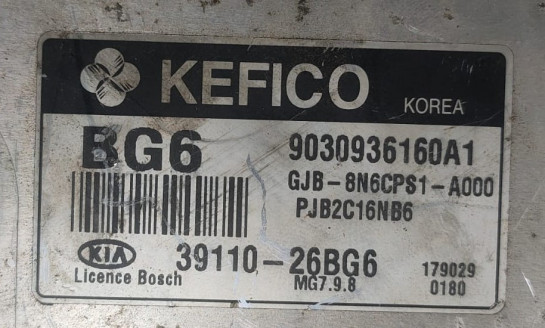 KEFICO KOREA
BG6 9030936160A1
GJB-8N6CPS1-A000
PJB2C16NB6
KIA 39110-26BG6 179029
Licence Bosch MG7.9.8 0180